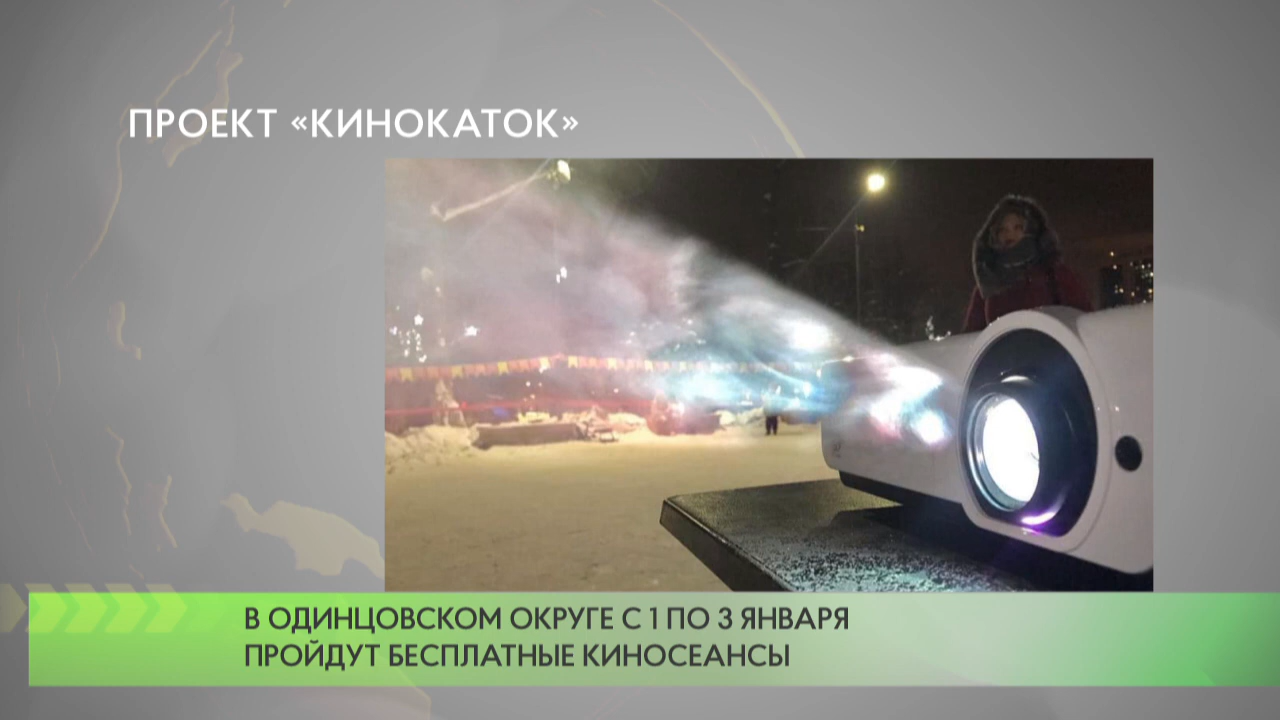 ПРОЕКТ «КИНОКАТОК»
В ОДИНЦОВСКОМ ОКРУГЕ С 1 ПО 3 ЯНВАРЯ
ПРОЙДУТ БЕСПЛАТНЫЕ КИНОСЕАНСЫ